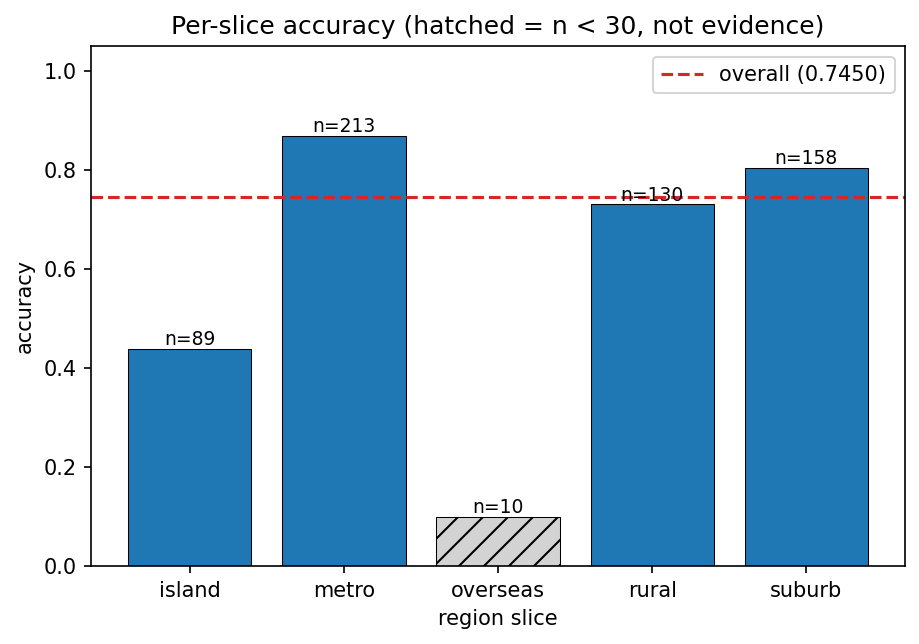 Per-slice accuracy (hatched = n < 30, not evidence)
overall (0.7450)
accuracy
1.0
0.8
0.6
0.4
0.2
0.0
n=89
n=213
n=10
n=130
n=158
island
metro
overseas
rural
suburb
region slice